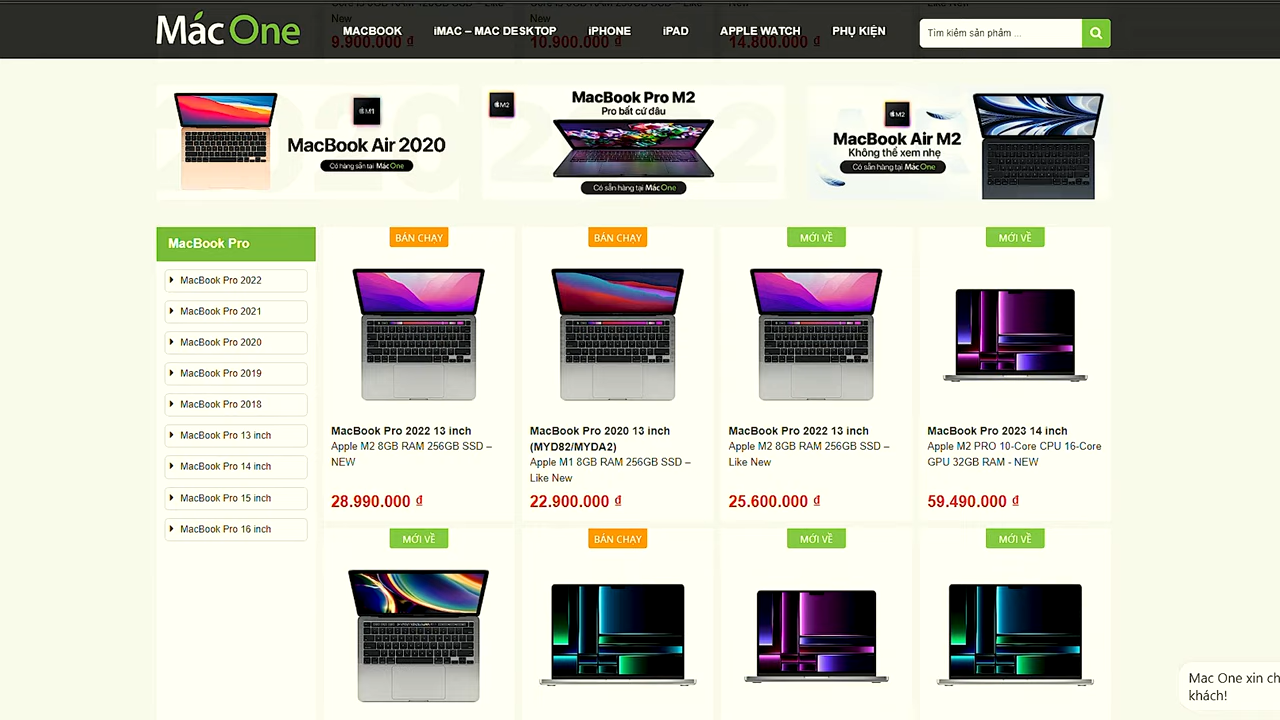 Mác One
MACBOOK
iMAC – MAC DESKTOP
iPHONE
iPAD
APPLE WATCH
PHỤ KIỆN
Tìm kiếm sản phẩm ...
New
9.900.000 ₫
10.900.000 ₫
14.800.000 ₫
M1
MacBook Air 2020
Có hàng sẵn tại MácOne
M2
MacBook Pro M2
Pro bất cứ đâu
Có sẵn hàng tại MácOne
M2
MacBook Air M2
Không thể xem nhẹ
Có sẵn hàng tại MácOne
MacBook Pro
MacBook Pro 2022
MacBook Pro 2021
MacBook Pro 2020
MacBook Pro 2019
MacBook Pro 2018
MacBook Pro 13 inch
MacBook Pro 14 inch
MacBook Pro 15 inch
MacBook Pro 16 inch
BÁN CHẠY
MacBook Pro 2022 13 inch
Apple M2 8GB RAM 256GB SSD –
NEW
28.990.000 ₫
BÁN CHẠY
MacBook Pro 2020 13 inch
(MYD82/MYDA2)
Apple M1 8GB RAM 256GB SSD –
Like New
22.900.000 ₫
MỚI VỀ
MacBook Pro 2022 13 inch
Apple M2 8GB RAM 256GB SSD –
Like New
25.600.000 ₫
MỚI VỀ
MacBook Pro 2023 14 inch
Apple M2 PRO 10-Core CPU 16-Core
GPU 32GB RAM - NEW
59.490.000 ₫
MỚI VỀ
BÁN CHẠY
MỚI VỀ
MỚI VỀ
Mac One xin ch
khách!